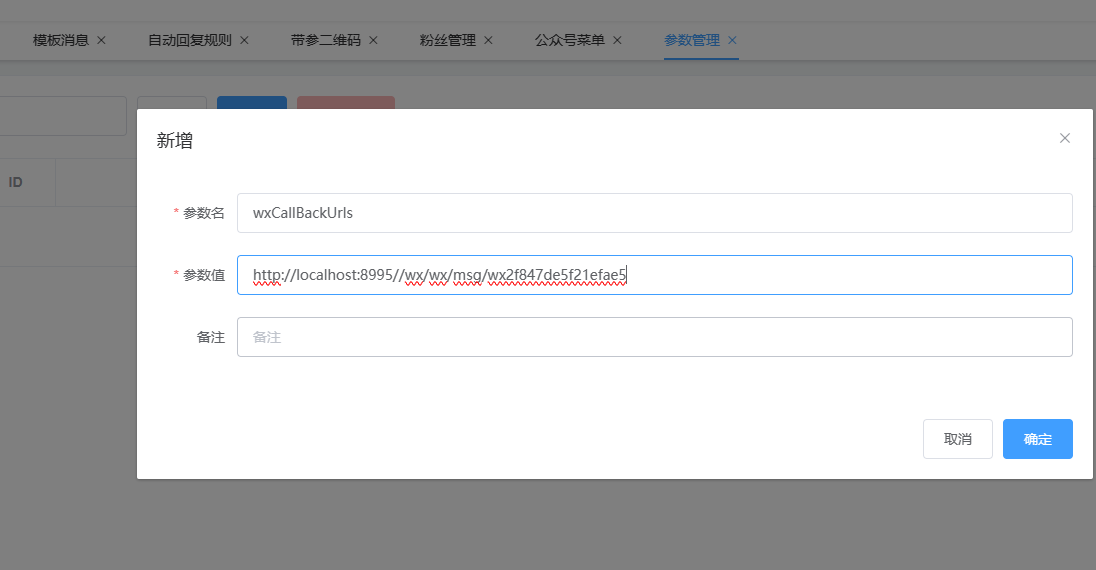 模板消息 × 自动回复规则 × 带参二维码 × 粉丝管理 × 公众号菜单 × 参数管理 ×
新增 ×
ID
* 参数名 wxCallBackUrls
* 参数值 http://localhost:8995//wx/wx/msg/wx2f847de5f21efae5
备注 备注
取消 确定